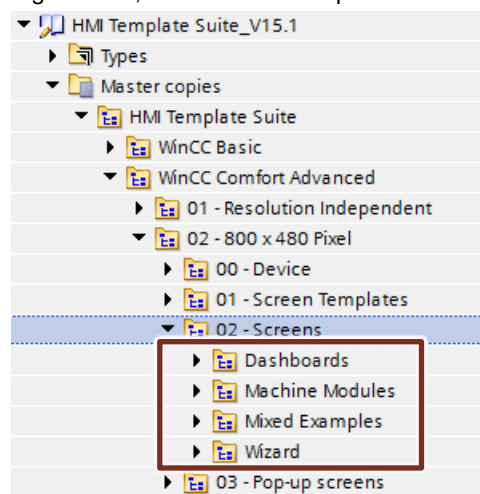 HMI Template Suite_V15.1
Types
Master copies
HMI Template Suite
WinCC Basic
WinCC Comfort Advanced
01 - Resolution Independent
02 - 800 x 480 Pixel
00 - Device
01 - Screen Templates
02 - Screens
Dashboards
Machine Modules
Mixed Examples
Wizard
03 - Pop-up screens